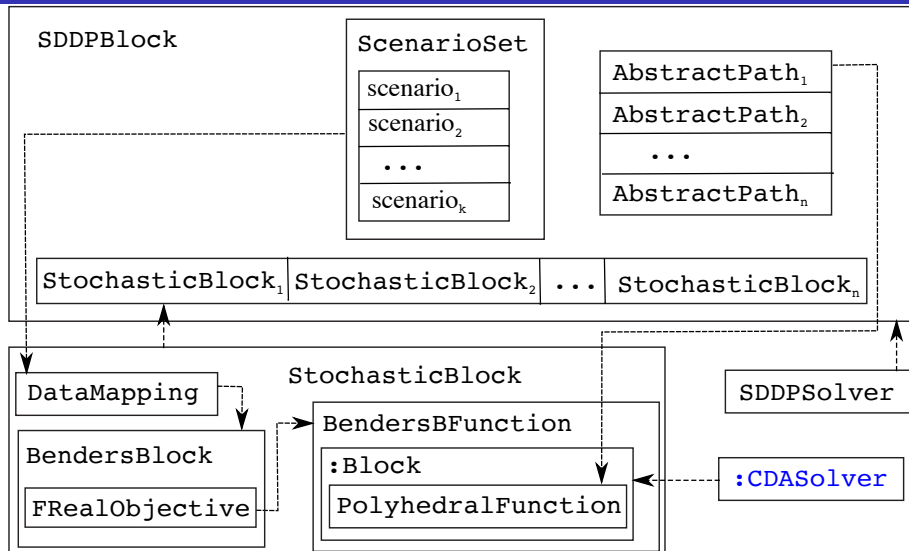 SDDPBlock
ScenarioSet
scenario₁
scenario₂
...
scenarioₖ
AbstractPath₁
AbstractPath₂
...
AbstractPathₙ
StochasticBlock₁ StochasticBlock₂ ... StochasticBlockₙ
StochasticBlock
DataMapping
BendersBlock
FRealObjective
BendersBFunction
:Block
PolyhedralFunction
SDDPSolver
:CDASolver